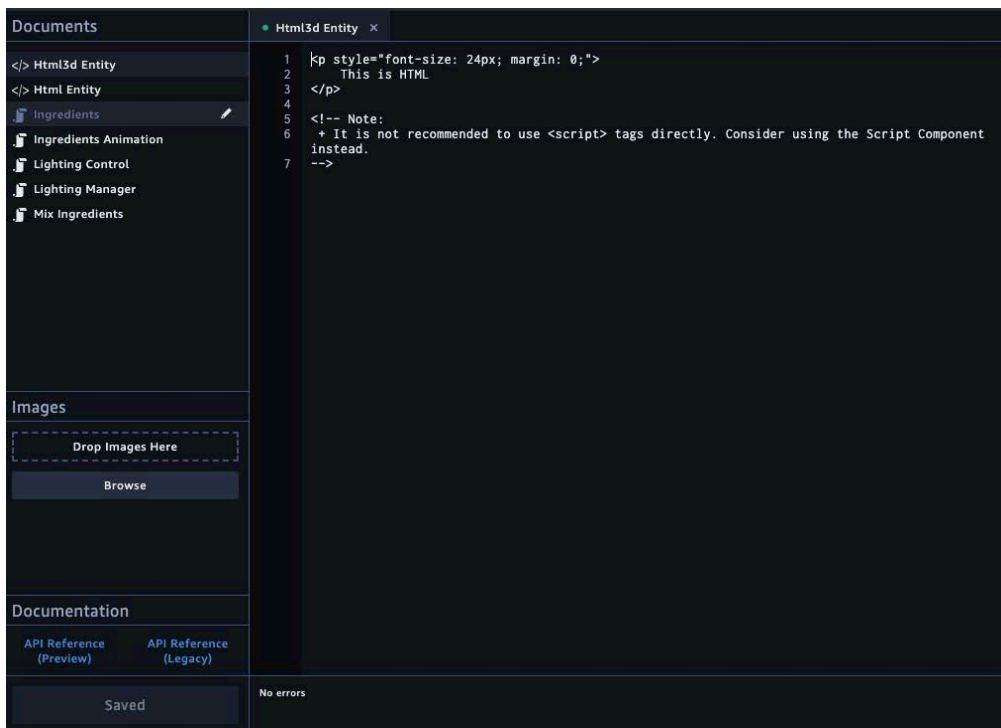 Documents
</> Html3d Entity
</> Html Entity
Ingredients
Ingredients Animation
Lighting Control
Lighting Manager
Mix Ingredients
Images
Drop Images Here
Browse
Documentation
API Reference
(Preview)
API Reference
(Legacy)
Saved
Html3d Entity ×
1 <p style="font-size: 24px; margin: 0;">
2 This is HTML
3 </p>
4
5 <!-- Note:
6 + It is not recommended to use <script> tags directly. Consider using the Script Component
instead.
7 -->
No errors